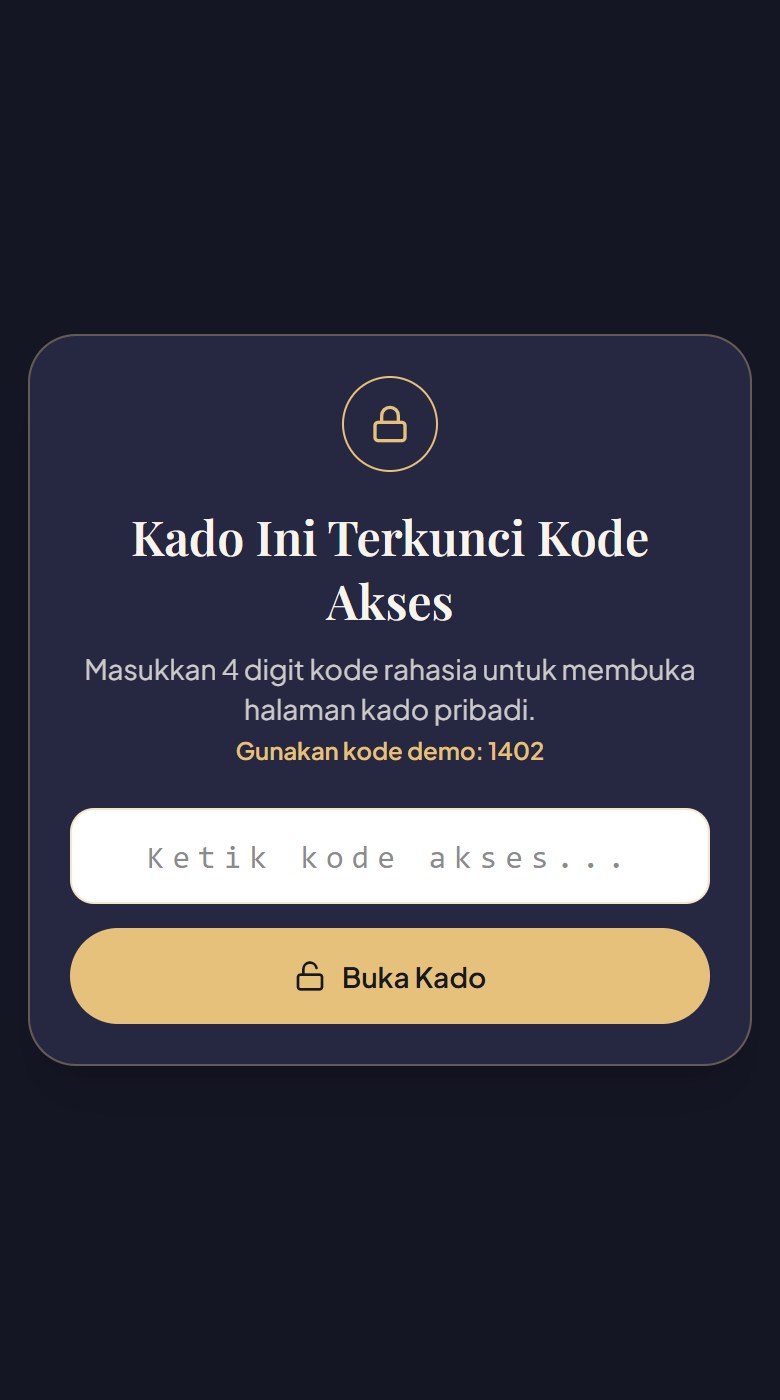 Kado Ini Terkunci Kode
Akses
Masukkan 4 digit kode rahasia untuk membuka
halaman kado pribadi.
Gunakan kode demo: 1402
Ketik kode akses...
Buka Kado